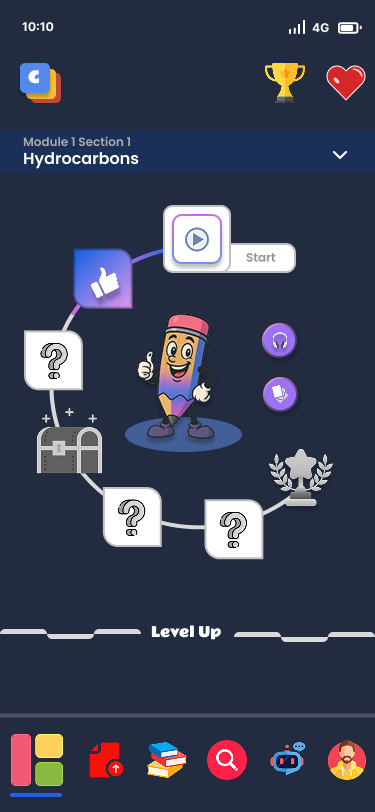 10:10
4G
Module 1 Section 1
Hydrocarbons
Start
?
?
?
Level Up